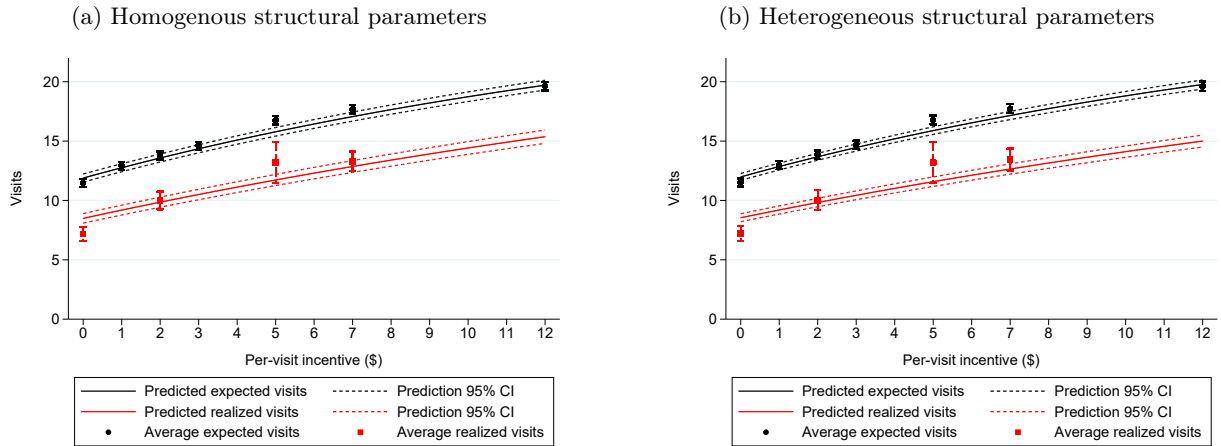 (a) Homogenous structural parameters
20
15
10
5
0
Visits
0 1 2 3 4 5 6 7 8 9 10 11 12
Per-visit incentive ($)
Predicted expected visits Prediction 95% CI
Predicted realized visits Prediction 95% CI
Average expected visits Average realized visits
(b) Heterogeneous structural parameters
20
15
10
5
0
Visits
0 1 2 3 4 5 6 7 8 9 10 11 12
Per-visit incentive ($)
Predicted expected visits Prediction 95% CI
Predicted realized visits Prediction 95% CI
Average expected visits Average realized visits